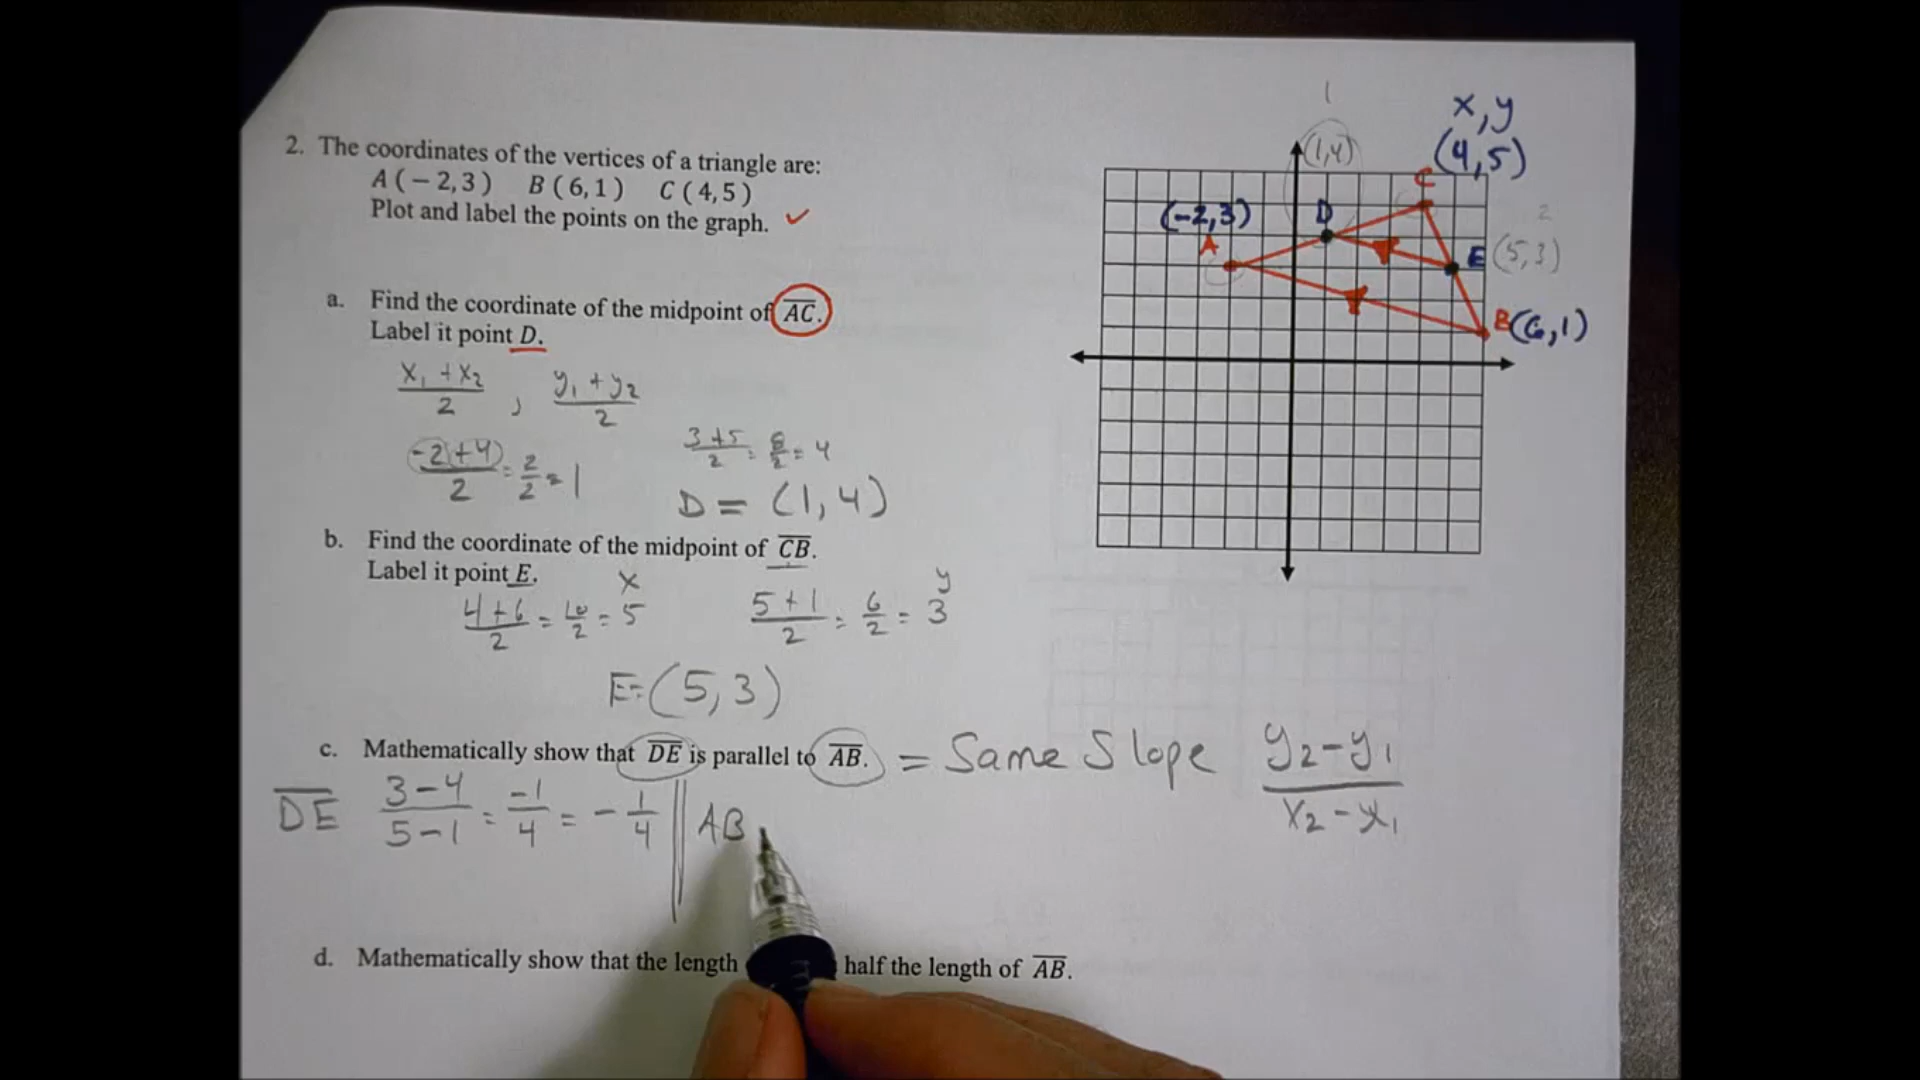 2. The coordinates of the vertices of a triangle are:
A (−2,3) B (6,1) C (4,5)
Plot and label the points on the graph. ✓
a. Find the coordinate of the midpoint of AC.
Label it point D.
x₁ + x₂ / 2 , y₁ + y₂ / 2
-2+4 / 2 = 2/2 = 1
3+5 / 2 = 8/2 = 4
D = (1,4)
b. Find the coordinate of the midpoint of CB.
Label it point E.
x
y
4+6 / 2 = 10/2 = 5
5+1 / 2 = 6/2 = 3
E = (5,3)
c. Mathematically show that DE is parallel to AB. = Same Slope y₂-y₁ / x₂-x₁
DE 3-4 / 5-1 = -1/4 = -1/4 || AB
d. Mathematically show that the length half the length of AB.
1
x,y
(1,4)
(4,5)
C
(-2,3)
D
2
A
E (5,3)
B (6,1)